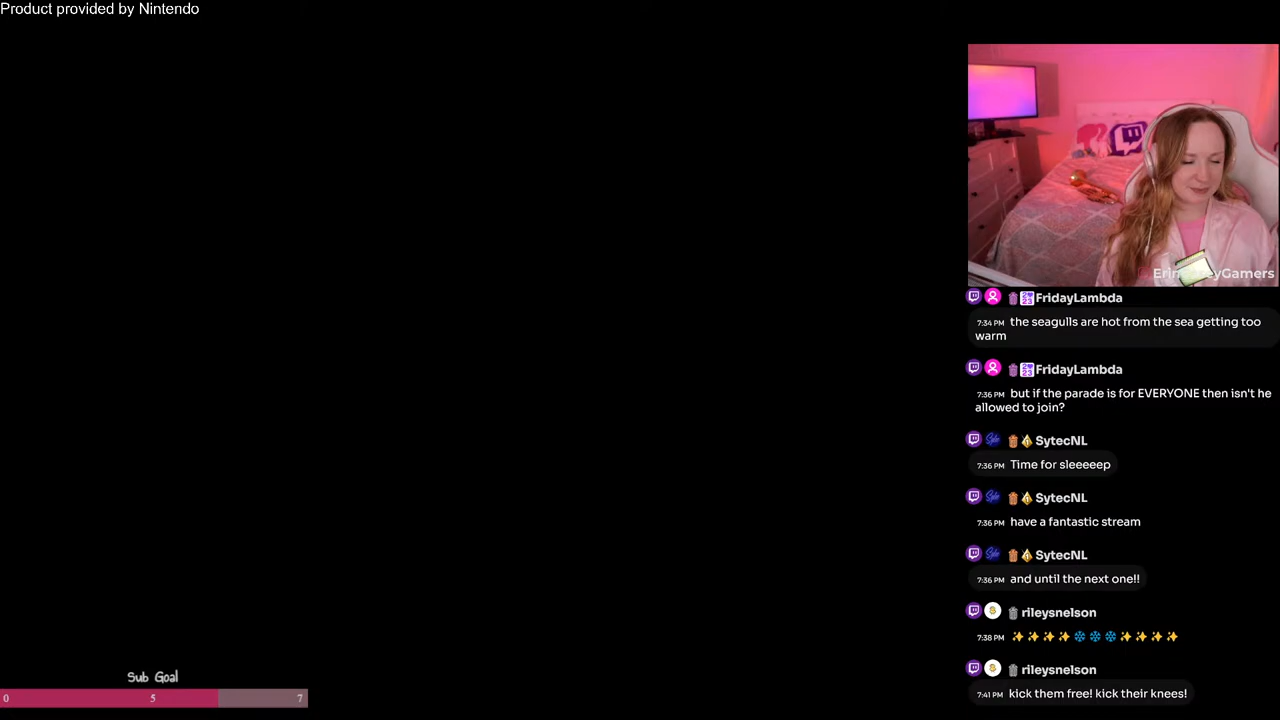 Product provided by Nintendo
FridayLambda
7:34 PM the seagulls are hot from the sea getting too
warm
FridayLambda
7:36 PM but if the parade is for EVERYONE then isn't he
allowed to join?
SytecNL
7:36 PM Time for sleeeeep
SytecNL
7:36 PM have a fantastic stream
SytecNL
7:36 PM and until the next one!!
rileysnelson
7:38 PM
rileysnelson
7:41 PM kick them free! kick their knees!
Sub Goal
0 5 7